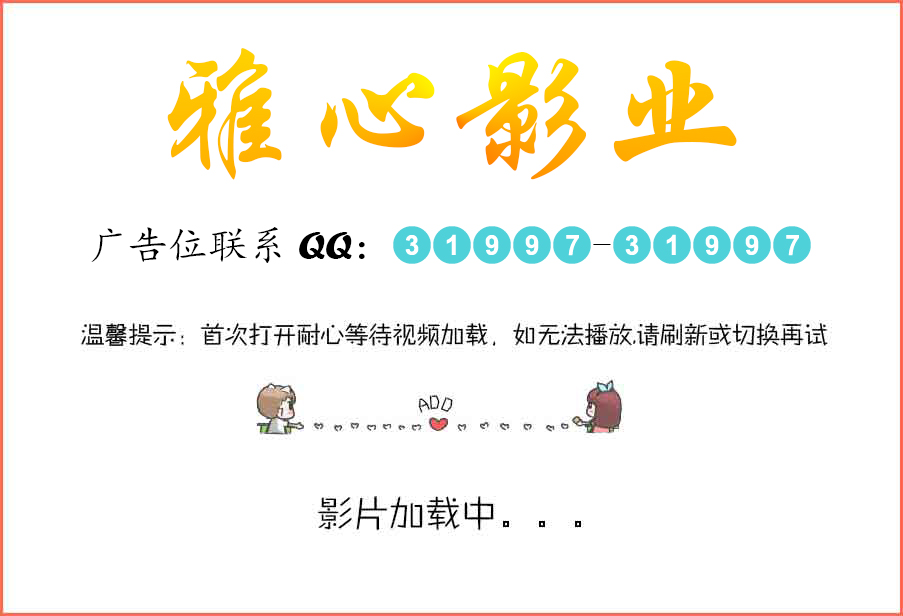 雅心影业
广告位联系 QQ：31997-31997
温馨提示：首次打开耐心等待视频加载，如无法播放,请刷新或切换再试
ADD
影片加载中。。。